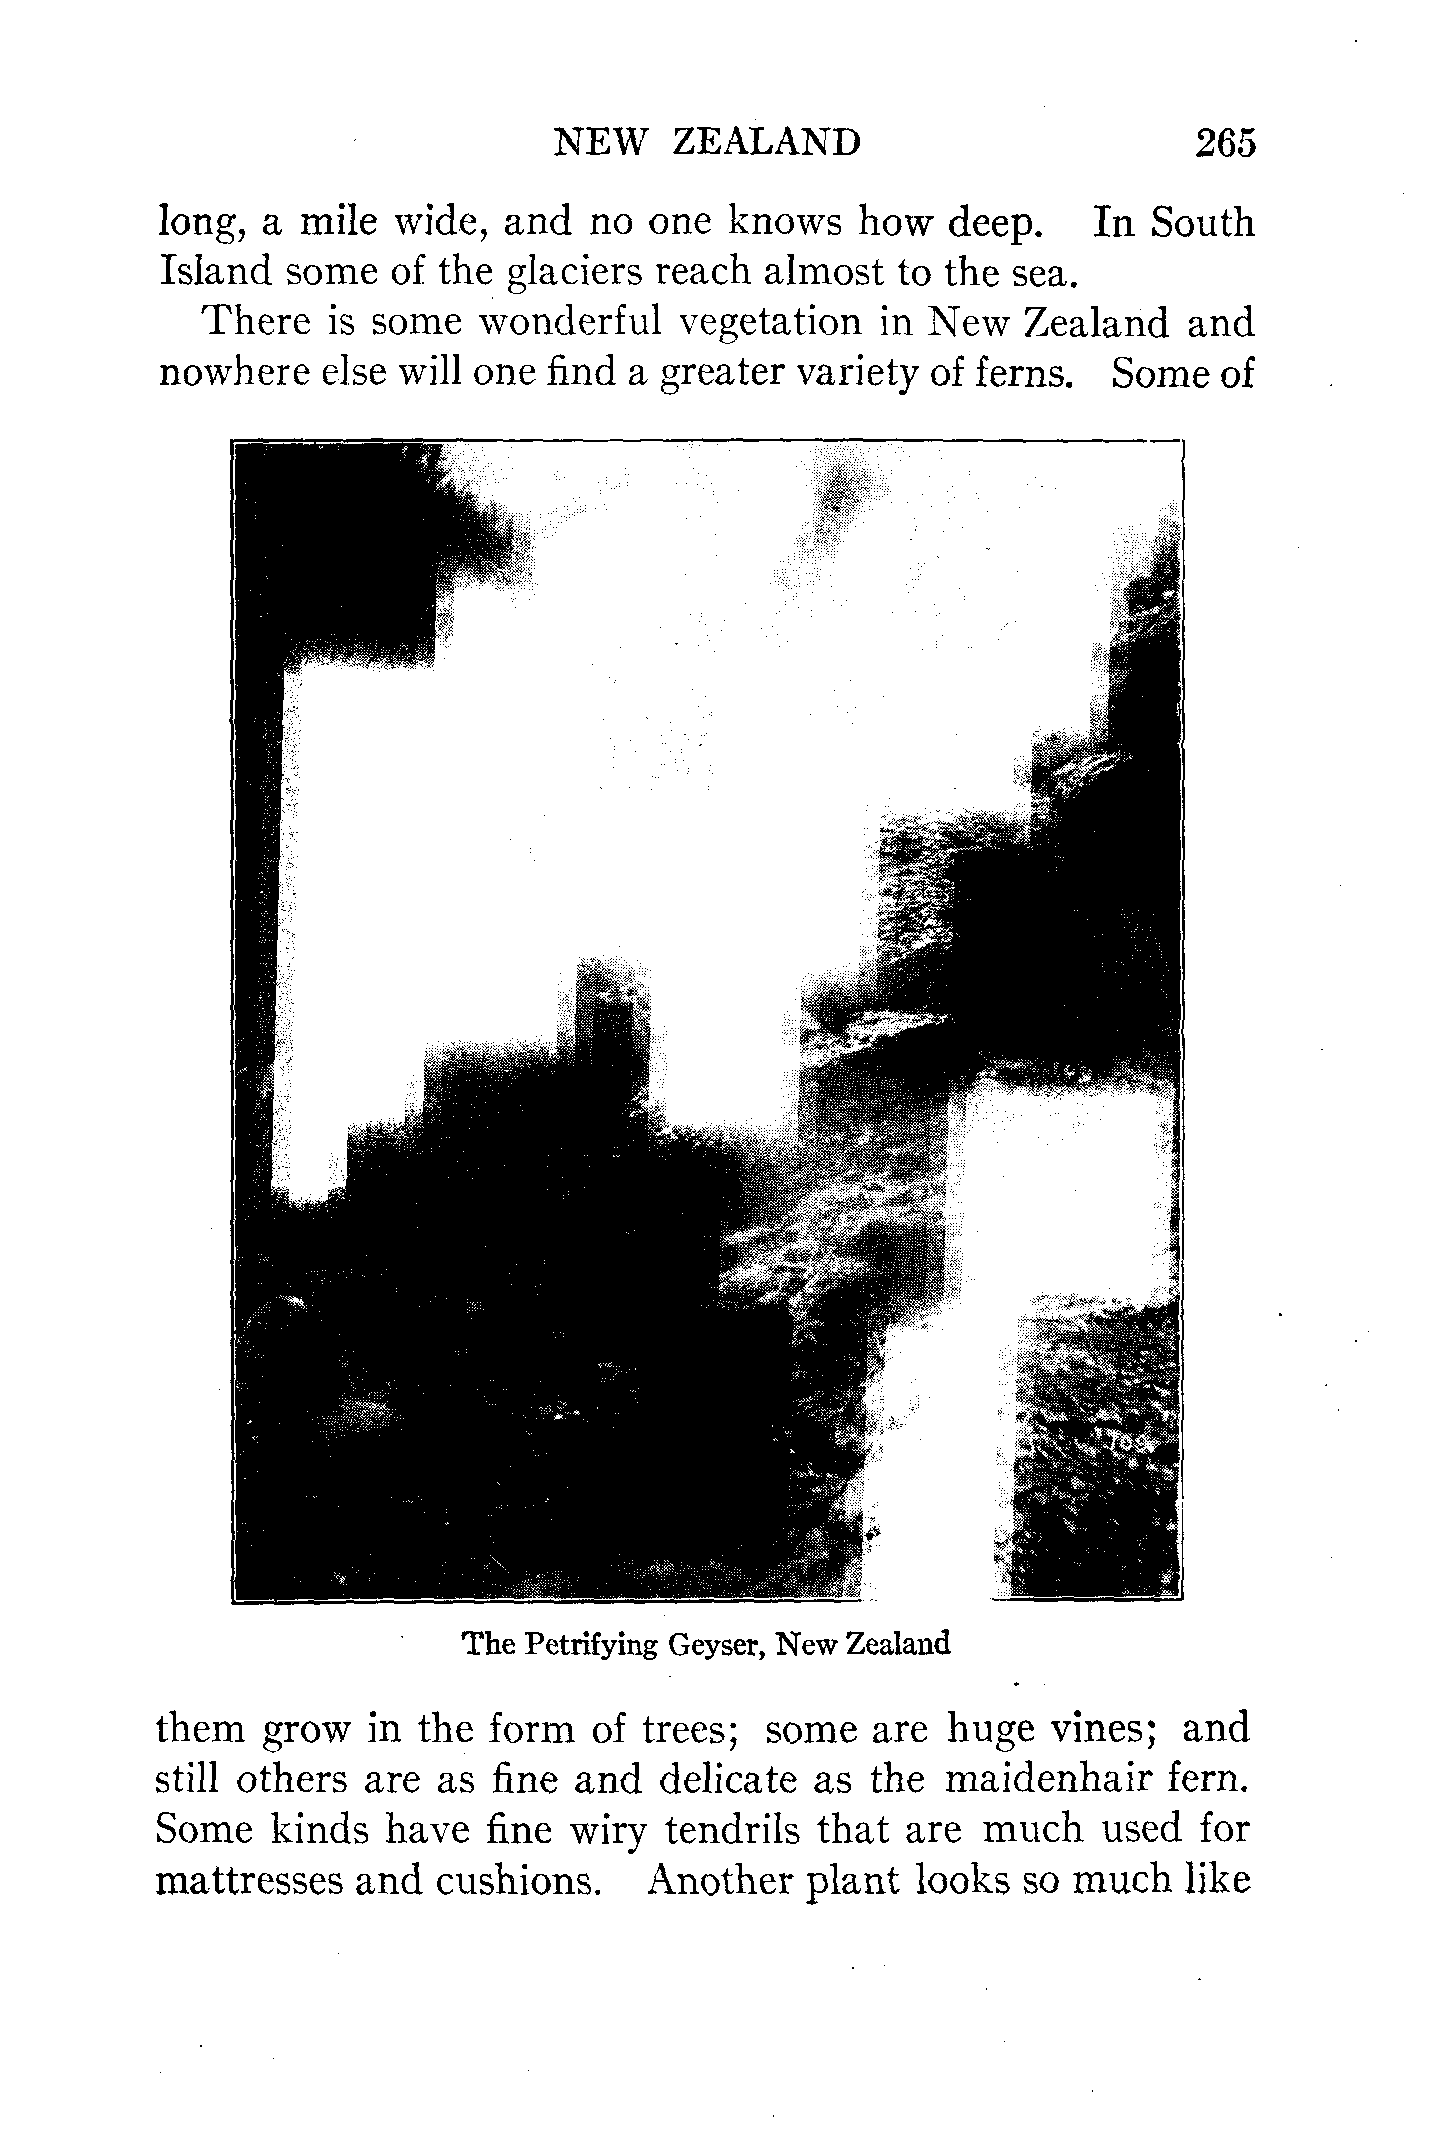 NEW ZEALAND 265
long, a mile wide, and no one knows how deep. In South
Island some of the glaciers reach almost to the sea.
There is some wonderful vegetation in New Zealand and
nowhere else will one find a greater variety of ferns. Some of
The Petrifying Geyser, New Zealand
them grow in the form of trees; some are huge vines; and
still others are as fine and delicate as the maidenhair fern.
Some kinds have fine wiry tendrils that are much used for
mattresses and cushions. Another plant looks so much like